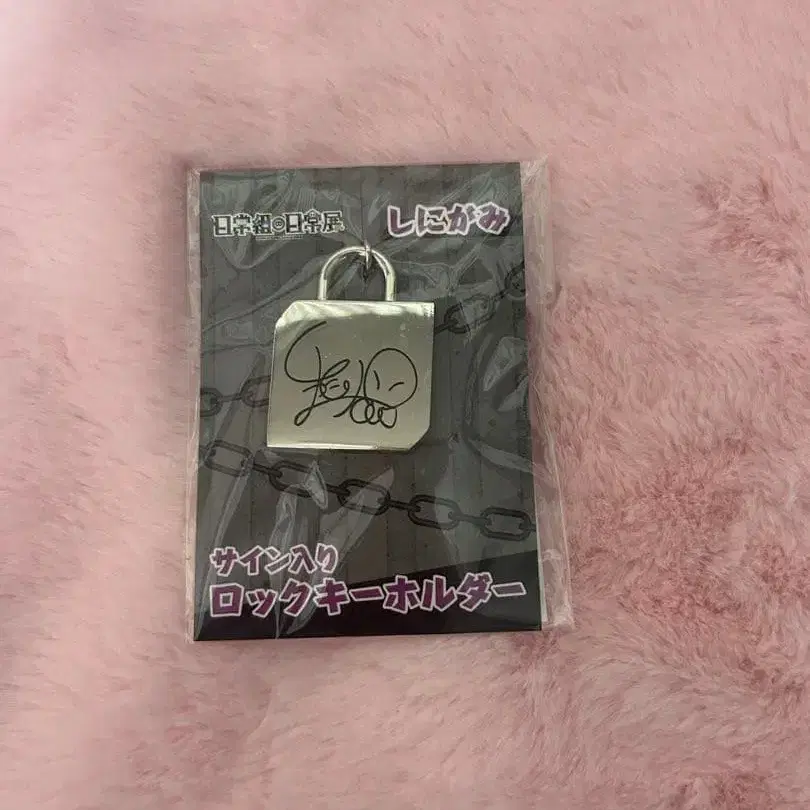 日常組の日常展
しにがみ
サイン入り
ロックキーホルダー